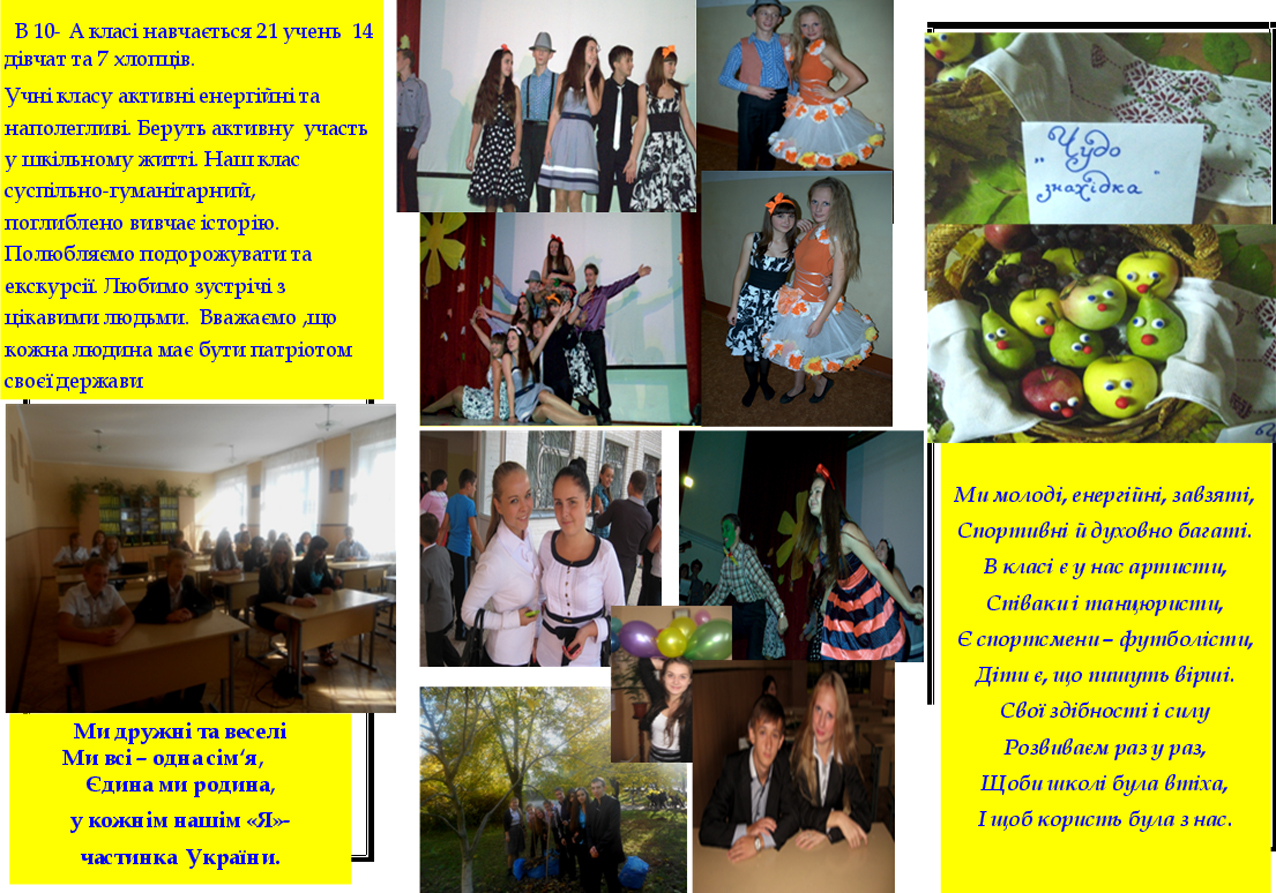 В 10- А класі навчається 21 учень 14
дівчат та 7 хлопців.
Учні класу активні енергійні та
наполегливі. Беруть активну участь
у шкільному житті. Наш клас
суспільно-гуманітарний,
поглиблено вивчає історію.
Полюбляємо подорожувати та
екскурсії. Любимо зустрічі з
цікавими людьми. Вважаємо ,що
кожна людина має бути патріотом
своєї держави
Ми дружні та веселі
Ми всі – одна сім’я,
Єдина ми родина,
у кожнім нашім «Я»-
частинка України.
„Чудо
знахідка"
Ми молоді, енергійні, завзяті,
Спортивні й духовно багаті.
В класі є у нас артисти,
Співаки і танцюристи,
Є спортсмени – футболісти,
Діти є, що пишуть вірші.
Свої здібності і силу
Розвиваєм раз у раз,
Щоби школі була втіха,
І щоб користь була з нас.